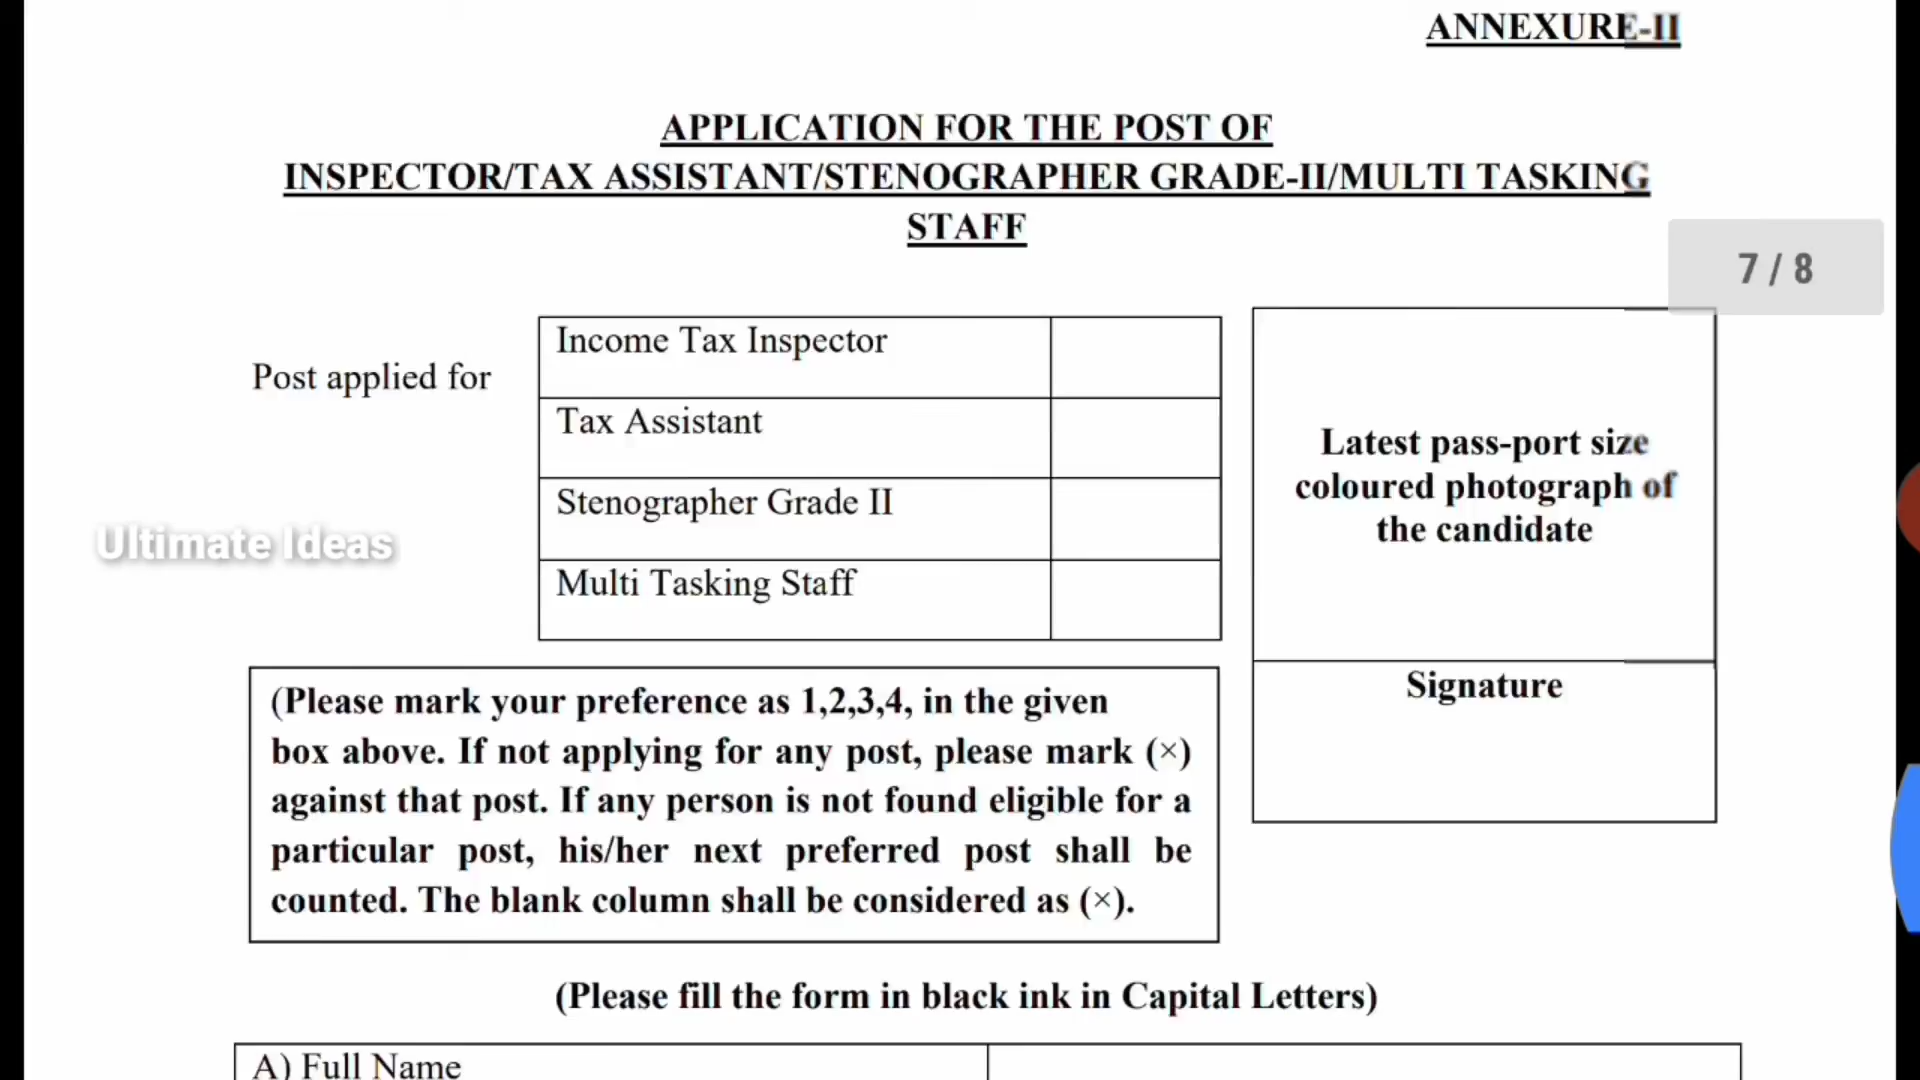 ANNEXURE-II
APPLICATION FOR THE POST OF
INSPECTOR/TAX ASSISTANT/STENOGRAPHER GRADE-II/MULTI TASKING
STAFF
7 / 8
Post applied for
Income Tax Inspector
Tax Assistant
Stenographer Grade II
Multi Tasking Staff
Latest pass-port size
coloured photograph of
the candidate
Signature
Ultimate Ideas
(Please mark your preference as 1,2,3,4, in the given
box above. If not applying for any post, please mark (×)
against that post. If any person is not found eligible for a
particular post, his/her next preferred post shall be
counted. The blank column shall be considered as (×).
(Please fill the form in black ink in Capital Letters)
A) Full Name